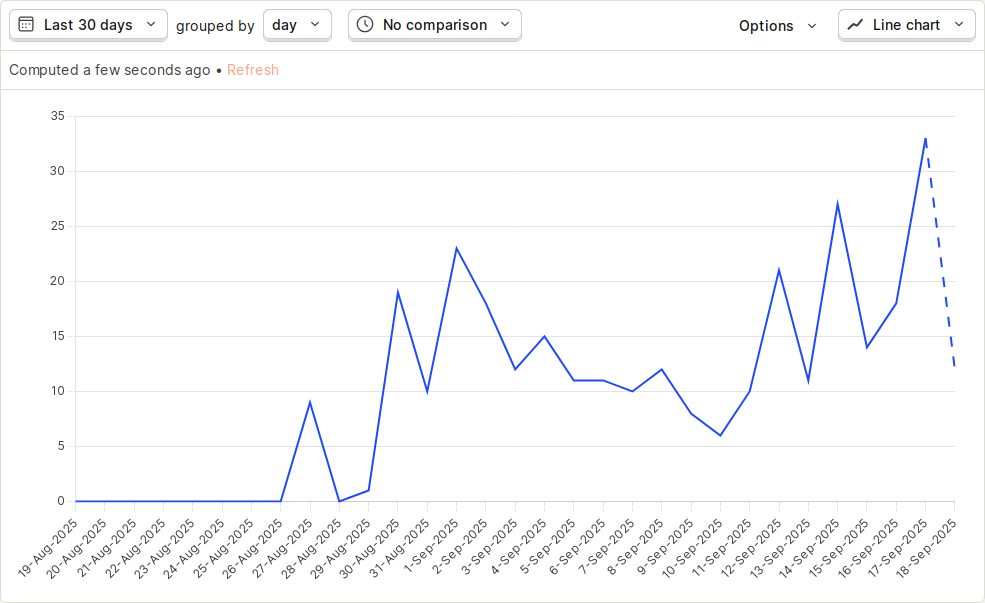 Last 30 days grouped by day No comparison Options Line chart
Computed a few seconds ago • Refresh
35
30
25
20
15
10
5
0
19-Aug-2025
20-Aug-2025
21-Aug-2025
22-Aug-2025
23-Aug-2025
24-Aug-2025
25-Aug-2025
26-Aug-2025
27-Aug-2025
28-Aug-2025
29-Aug-2025
30-Aug-2025
31-Aug-2025
1-Sep-2025
2-Sep-2025
3-Sep-2025
4-Sep-2025
5-Sep-2025
6-Sep-2025
7-Sep-2025
8-Sep-2025
9-Sep-2025
10-Sep-2025
11-Sep-2025
12-Sep-2025
13-Sep-2025
14-Sep-2025
15-Sep-2025
16-Sep-2025
17-Sep-2025
18-Sep-2025